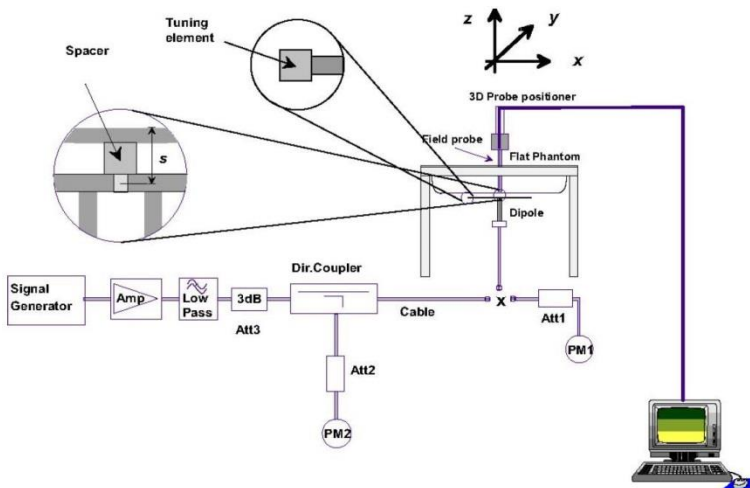 Tuning
element
Spacer
s
z
y
x
3D Probe positioner
Field probe
Flat Phantom
Dipole
Signal
Generator
Amp
Low
Pass
3dB
Att3
Dir.Coupler
Cable
x
Att1
PM1
Att2
PM2